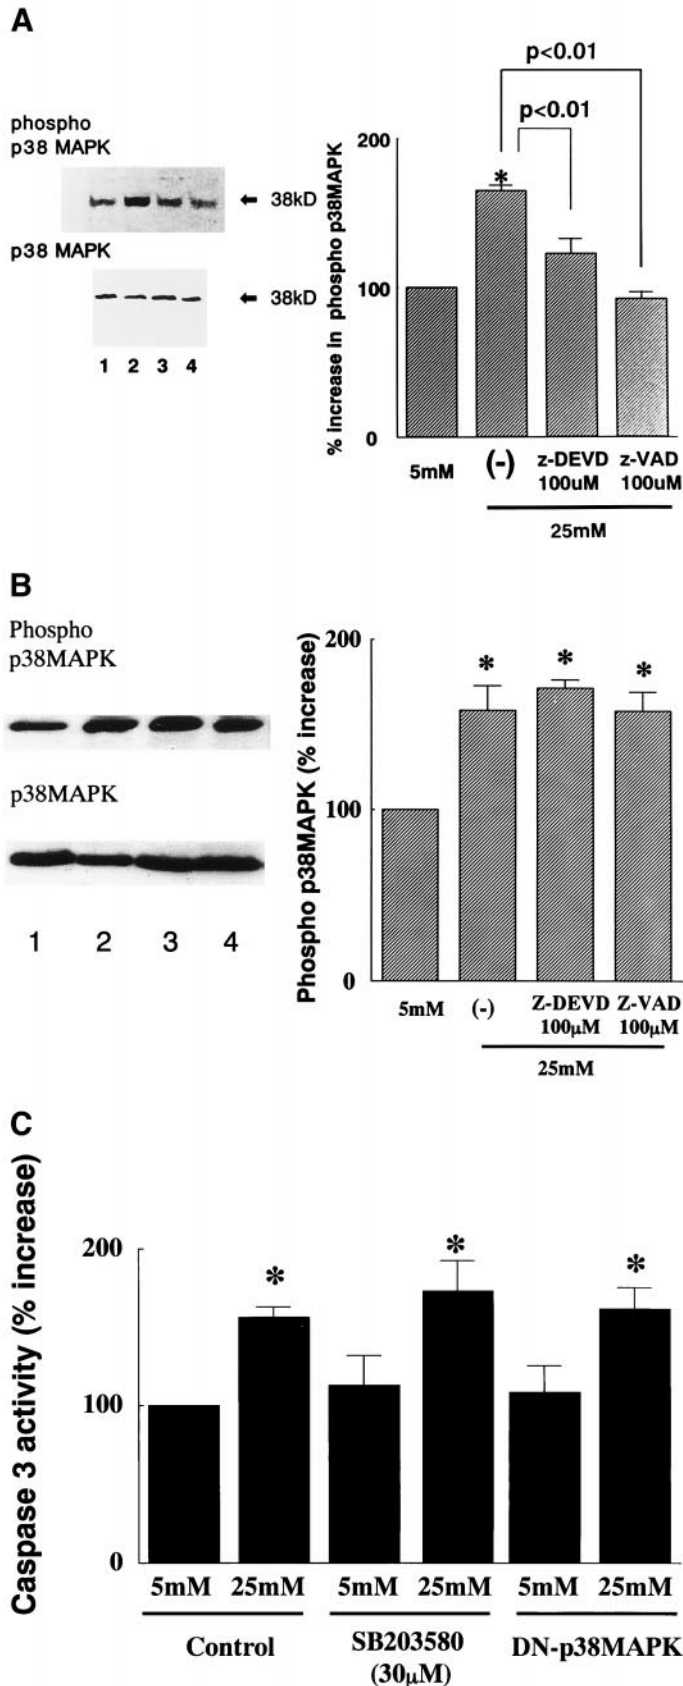 A
p<0.01
p<0.01
phospho
p38 MAPK
38kD
p38 MAPK
38kD
1 2 3 4
% increase in phospho p38MAPK
200
100
0
*
5mM (-) z-DEVD z-VAD
100uM 100uM
25mM
B
Phospho
p38MAPK
p38MAPK
1 2 3 4
Phospho p38MAPK (% increase)
200
100
0
* * *
5mM (-) Z-DEVD Z-VAD
100µM 100µM
25mM
C
Caspase 3 activity (% increase)
200
100
0
* * *
5mM 25mM 5mM 25mM 5mM 25mM
Control SB203580 DN-p38MAPK
(30µM)